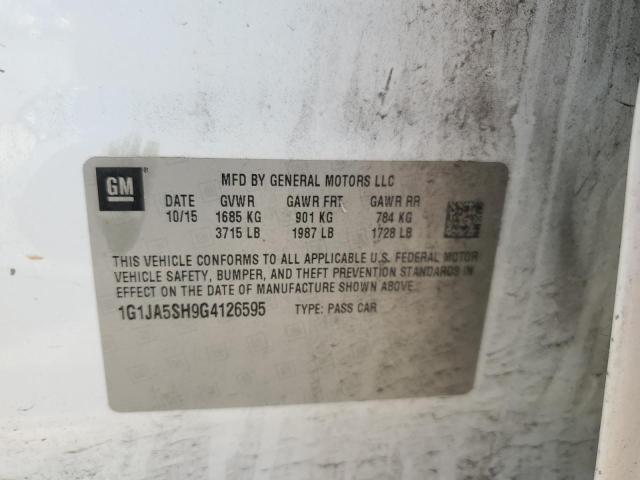 GM ®
MFD BY GENERAL MOTORS LLC
DATE GVWR GAWR FRT GAWR RR
10/15 1685 KG 901 KG 784 KG
3715 LB 1987 LB 1728 LB
THIS VEHICLE CONFORMS TO ALL APPLICABLE U.S. FEDERAL MOTOR
VEHICLE SAFETY, BUMPER, AND THEFT PREVENTION STANDARDS IN
EFFECT ON THE DATE OF MANUFACTURE SHOWN ABOVE.
1G1JA5SH9G4126595 TYPE: PASS CAR